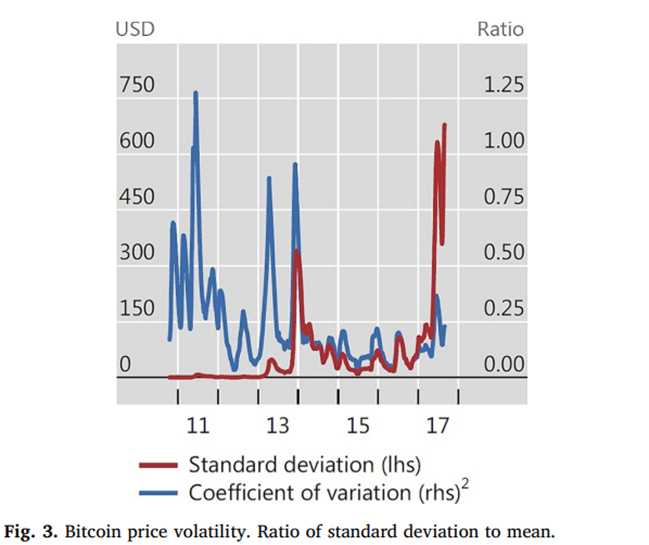 USD Ratio
750 1.25
600 1.00
450 0.75
300 0.50
150 0.25
0 0.00
11 13 15 17
Standard deviation (lhs)
Coefficient of variation (rhs)²
Fig. 3. Bitcoin price volatility. Ratio of standard deviation to mean.